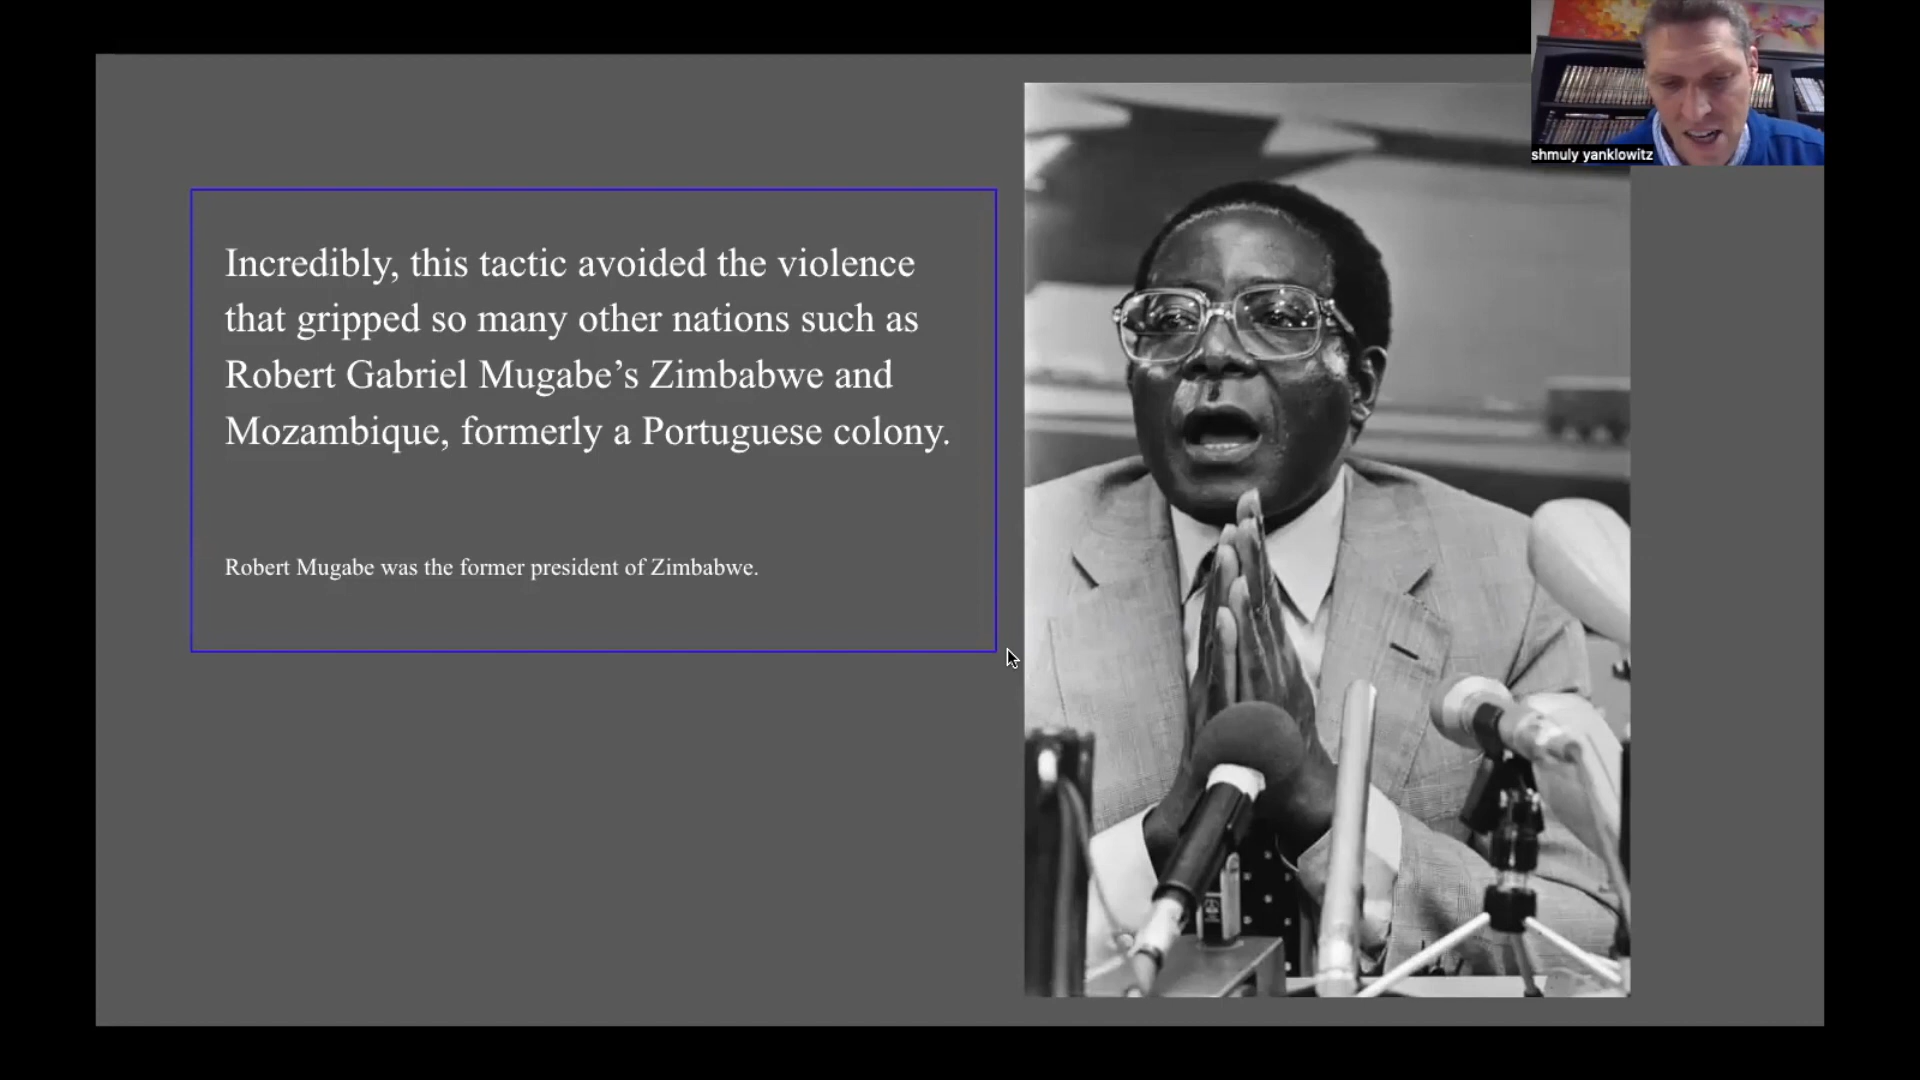 shmuly yanklowitz
Incredibly, this tactic avoided the violence
that gripped so many other nations such as
Robert Gabriel Mugabe’s Zimbabwe and
Mozambique, formerly a Portuguese colony.
Robert Mugabe was the former president of Zimbabwe.